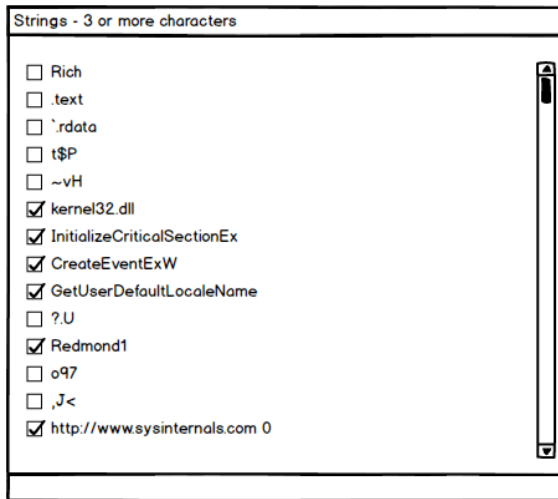 Strings - 3 or more characters
Rich
.text
`.rdata
t$P
~vH
kernel32.dll
InitializeCriticalSectionEx
CreateEventExW
GetUserDefaultLocaleName
?.U
Redmond1
o97
,J<
http://www.sysinternals.com 0